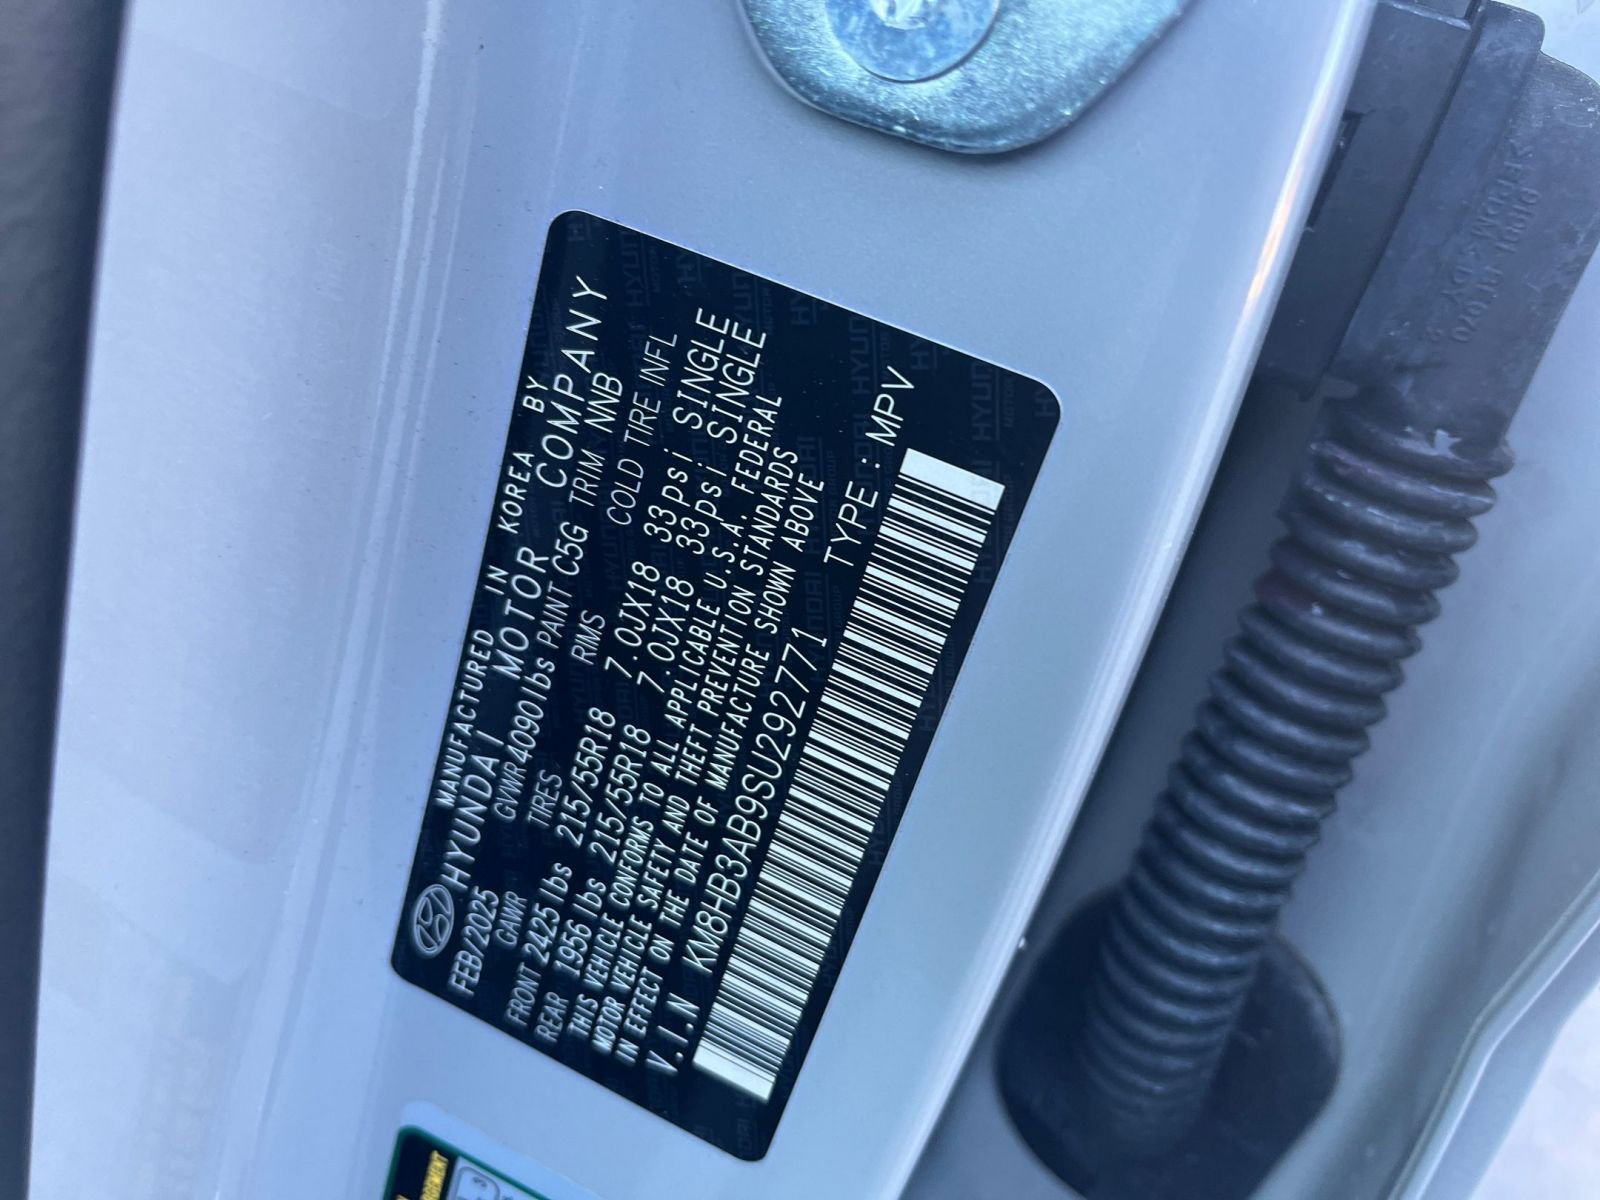 MANUFACTURED IN KOREA BY
HYUNDAI MOTOR COMPANY
FEB/2025 GVWR 4090 lbs PAINT C5G TRIM NNB
GAWR TIRES RIMS COLD TIRE INFL
FRONT 2425 lbs 215/55R18 7.0JX18 33psi SINGLE
REAR 1956 lbs 215/55R18 7.0JX18 33psi SINGLE
THIS VEHICLE CONFORMS TO ALL APPLICABLE U.S.A. FEDERAL
MOTOR VEHICLE SAFETY AND THEFT PREVENTION STANDARDS
IN EFFECT ON THE DATE OF MANUFACTURE SHOWN ABOVE
V.I.N KM8HB3AB9SU292771 TYPE : MPV